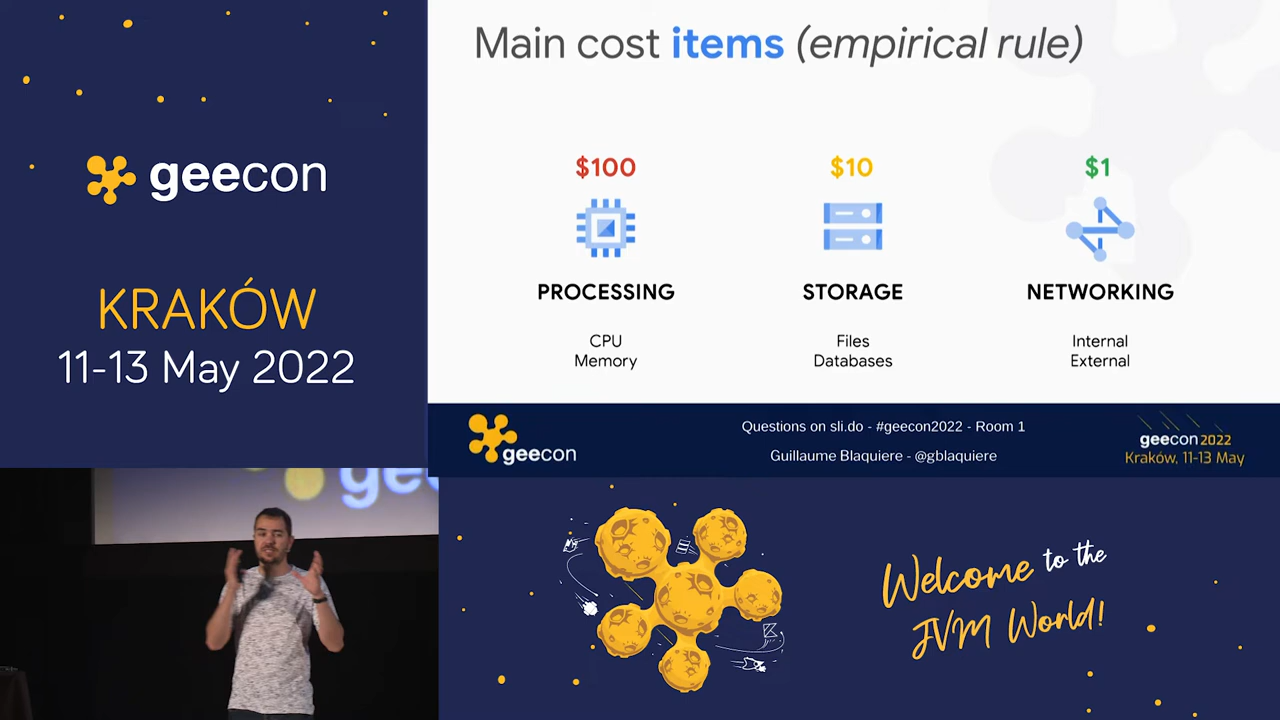 geecon
KRAKÓW
11-13 May 2022
Main cost items (empirical rule)
$100
PROCESSING
CPU
Memory
$10
STORAGE
Files
Databases
$1
NETWORKING
Internal
External
geecon
Questions on sli.do - #geecon2022 - Room 1
Guillaume Blaquiere - @gblaquiere
geecon 2022
Kraków, 11-13 May
Welcome to the
JVM World!